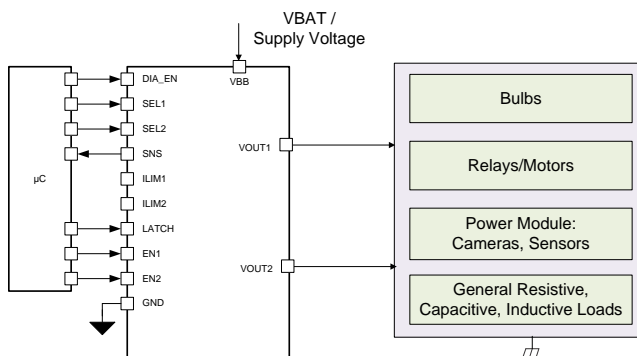 VBAT /
Supply Voltage
VBB
µC
DIA_EN
SEL1
SEL2
SNS
ILIM1
ILIM2
LATCH
EN1
EN2
GND
VOUT1
VOUT2
Bulbs
Relays/Motors
Power Module:
Cameras, Sensors
General Resistive,
Capacitive, Inductive Loads